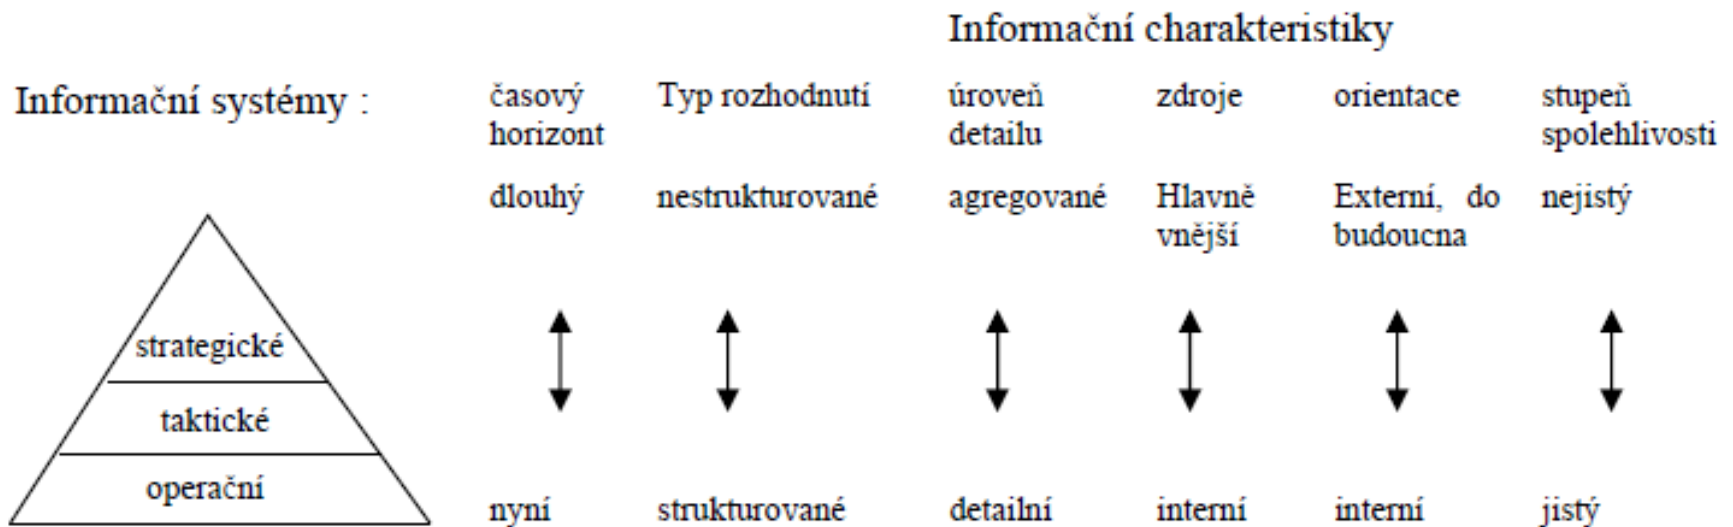 Informační charakteristiky
Informační systémy :
časový horizont
Typ rozhodnutí
úroveň detailu
zdroje
orientace
stupeň spolehlivosti
dlouhý
nestrukturované
agregované
Hlavně vnější
Externí, do budoucna
nejistý
strategické
taktické
operační
nyní
strukturované
detailní
interní
interní
jistý